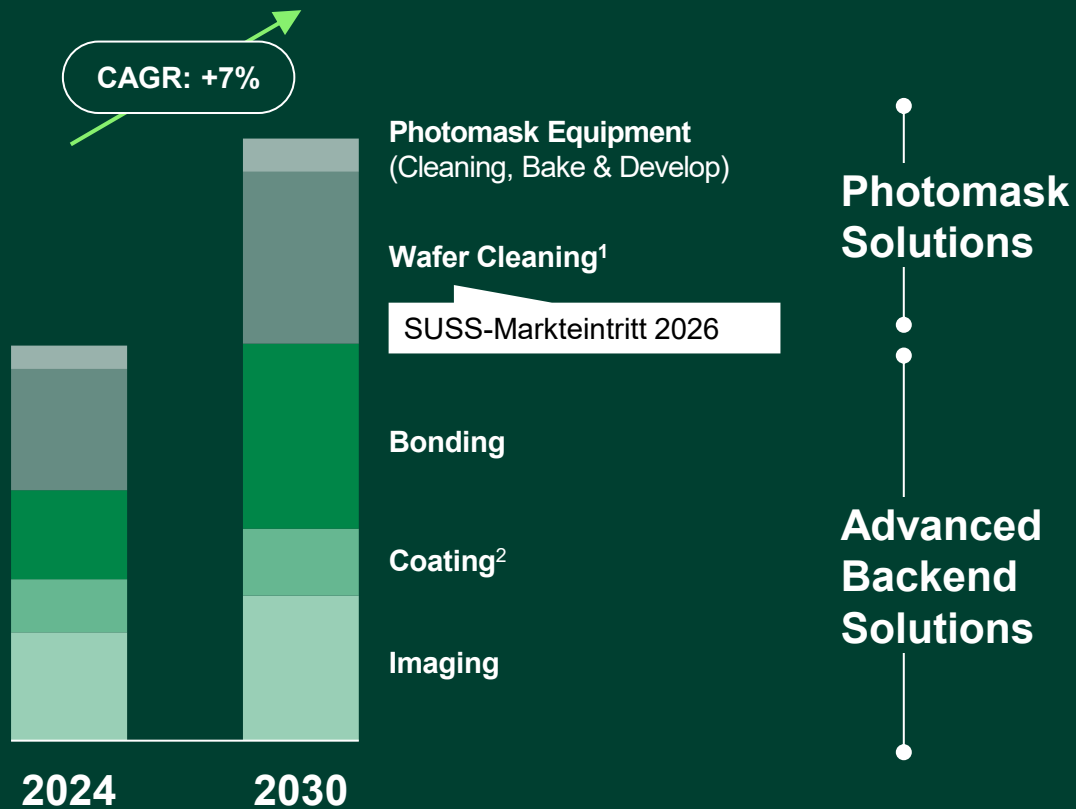 CAGR: +7%
Photomask Equipment
(Cleaning, Bake & Develop)
Wafer Cleaning¹
SUSS-Markteintritt 2026
Bonding
Coating²
Imaging
Photomask
Solutions
Advanced
Backend
Solutions
2024
2030